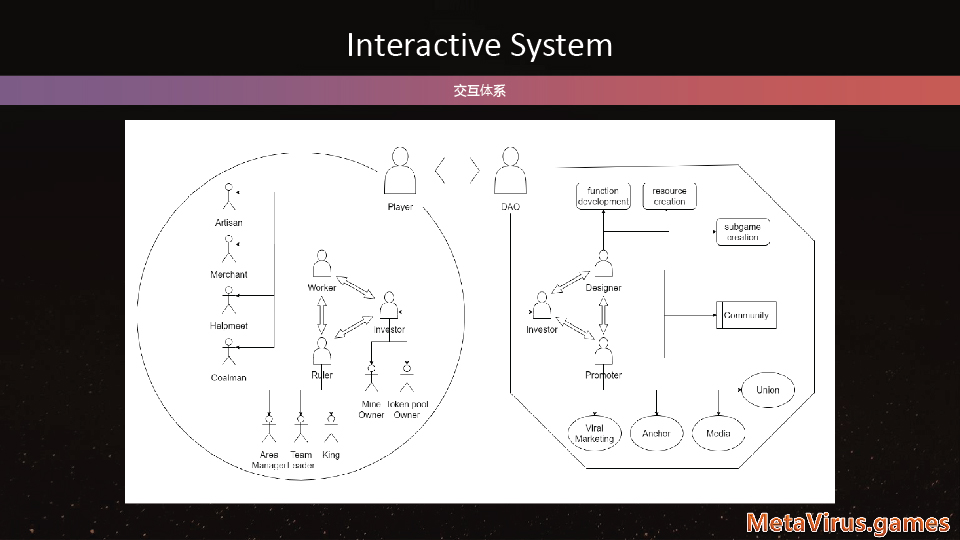 Interactive System
交互体系
Player
DAO
Artisan
Merchant
Helpmeet
Coalman
Worker
Investor
Ruler
Mine
Owner
Token pool
Owner
Area
Manager
Team
Leader
King
function
development
resource
creation
subgame
creation
Designer
Investor
Community
Promoter
Union
Viral
Marketing
Anchor
Media
MetaVirus.games